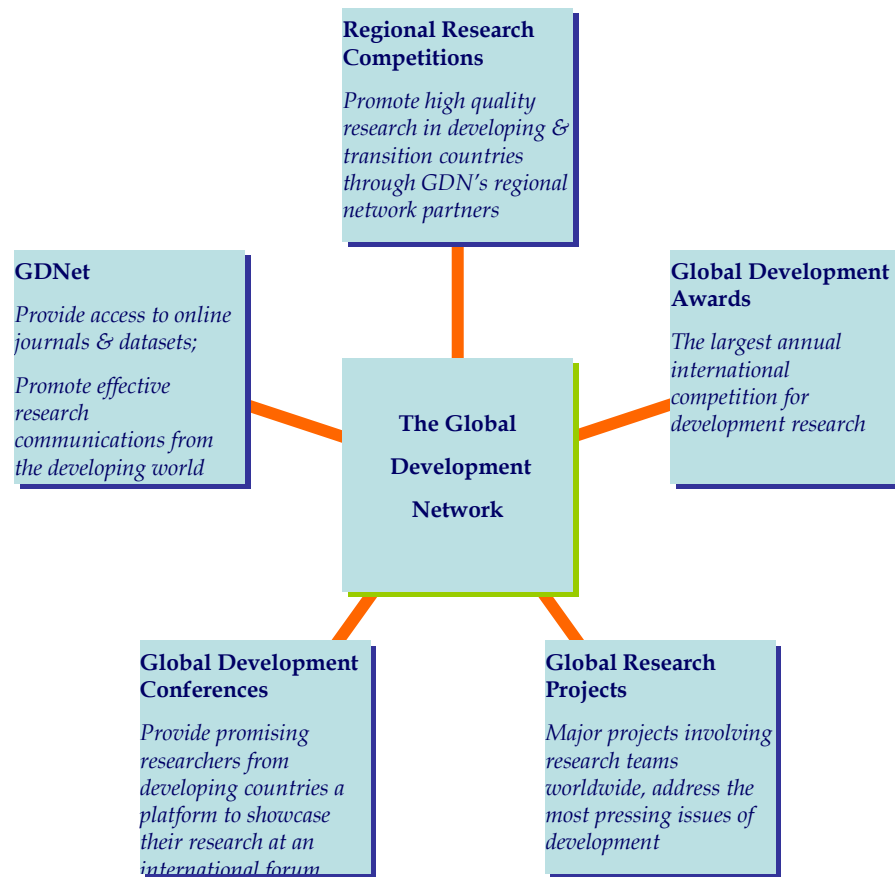 Regional Research
Competitions
Promote high quality
research in developing &
transition countries
through GDN's regional
network partners
GDNet
Provide access to online
journals & datasets;
Promote effective
research
communications from
the developing world
Global Development
Awards
The largest annual
international
competition for
development research
The Global
Development
Network
Global Development
Conferences
Provide promising
researchers from
developing countries a
platform to showcase
their research at an
international forum
Global Research
Projects
Major projects involving
research teams
worldwide, address the
most pressing issues of
development